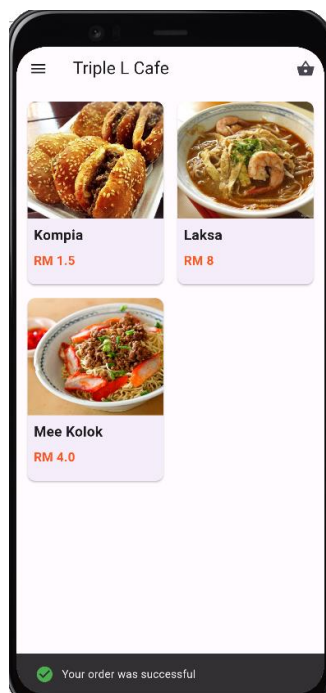 Triple L Cafe
Kompia
RM 1.5
Laksa
RM 8
Mee Kolok
RM 4.0
Your order was successful